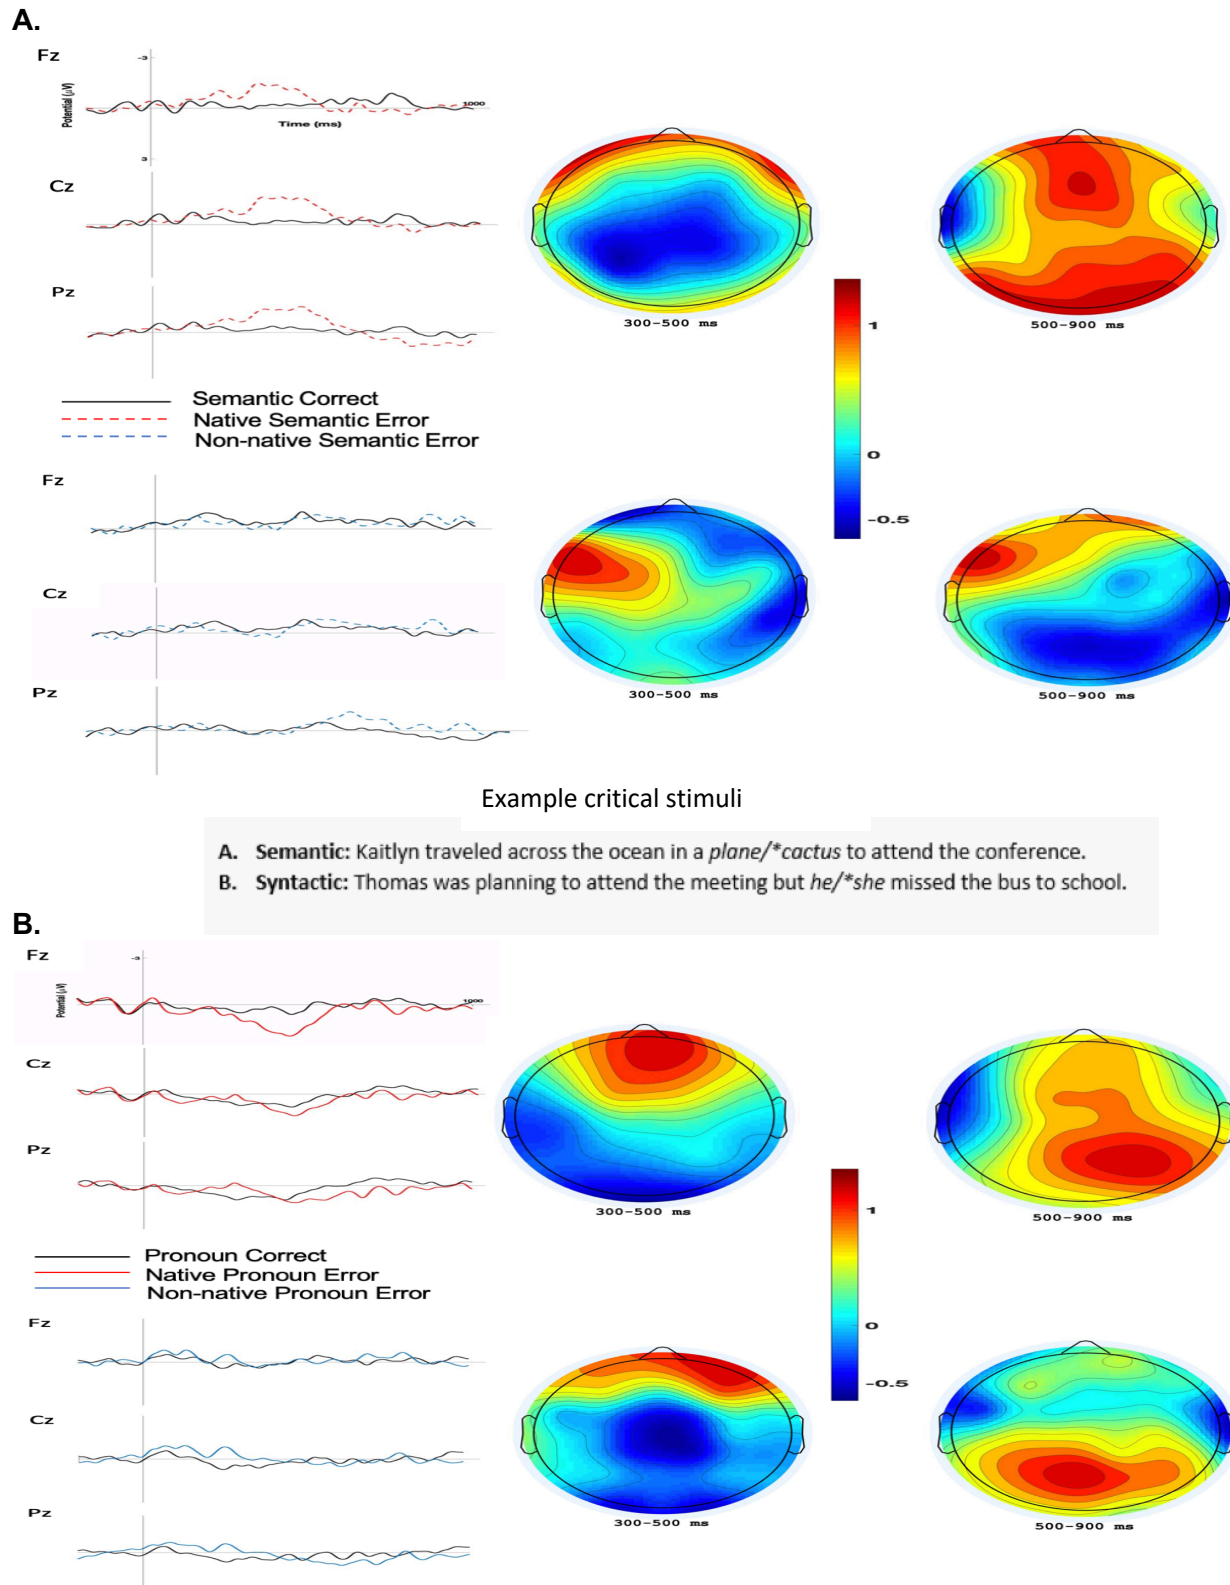 A.
Fz
-3
Potential (µV)
1000
Time (ms)
3
Cz
Pz
300-500 ms
500-900 ms
1
0
-0.5
Semantic Correct
Native Semantic Error
Non-native Semantic Error
Fz
Cz
Pz
300-500 ms
500-900 ms
Example critical stimuli
A. Semantic: Kaitlyn traveled across the ocean in a plane/*cactus to attend the conference.
B. Syntactic: Thomas was planning to attend the meeting but he/*she missed the bus to school.
B.
Fz
-3
Potential (µV)
1000
Cz
Pz
300-500 ms
500-900 ms
1
0
-0.5
Pronoun Correct
Native Pronoun Error
Non-native Pronoun Error
Fz
Cz
Pz
300-500 ms
500-900 ms